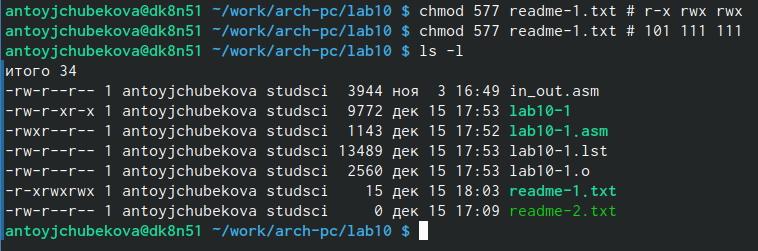 antoyjchubekova@dk8n51 ~/work/arch-pc/lab10 $ chmod 577 readme-1.txt # r-x rwx rwx
antoyjchubekova@dk8n51 ~/work/arch-pc/lab10 $ chmod 577 readme-1.txt # 101 111 111
antoyjchubekova@dk8n51 ~/work/arch-pc/lab10 $ ls -l
итого 34
-rw-r--r-- 1 antoyjchubekova studsci  3944 ноя  3 16:49 in_out.asm
-rw-r-xr-x 1 antoyjchubekova studsci  9772 дек 15 17:53 lab10-1
-rwxr--r-- 1 antoyjchubekova studsci  1143 дек 15 17:52 lab10-1.asm
-rw-r--r-- 1 antoyjchubekova studsci 13489 дек 15 17:53 lab10-1.lst
-rw-r--r-- 1 antoyjchubekova studsci  2560 дек 15 17:53 lab10-1.o
-r-xrwxrwx 1 antoyjchubekova studsci    15 дек 15 18:03 readme-1.txt
-rw-r--r-- 1 antoyjchubekova studsci     0 дек 15 17:09 readme-2.txt
antoyjchubekova@dk8n51 ~/work/arch-pc/lab10 $